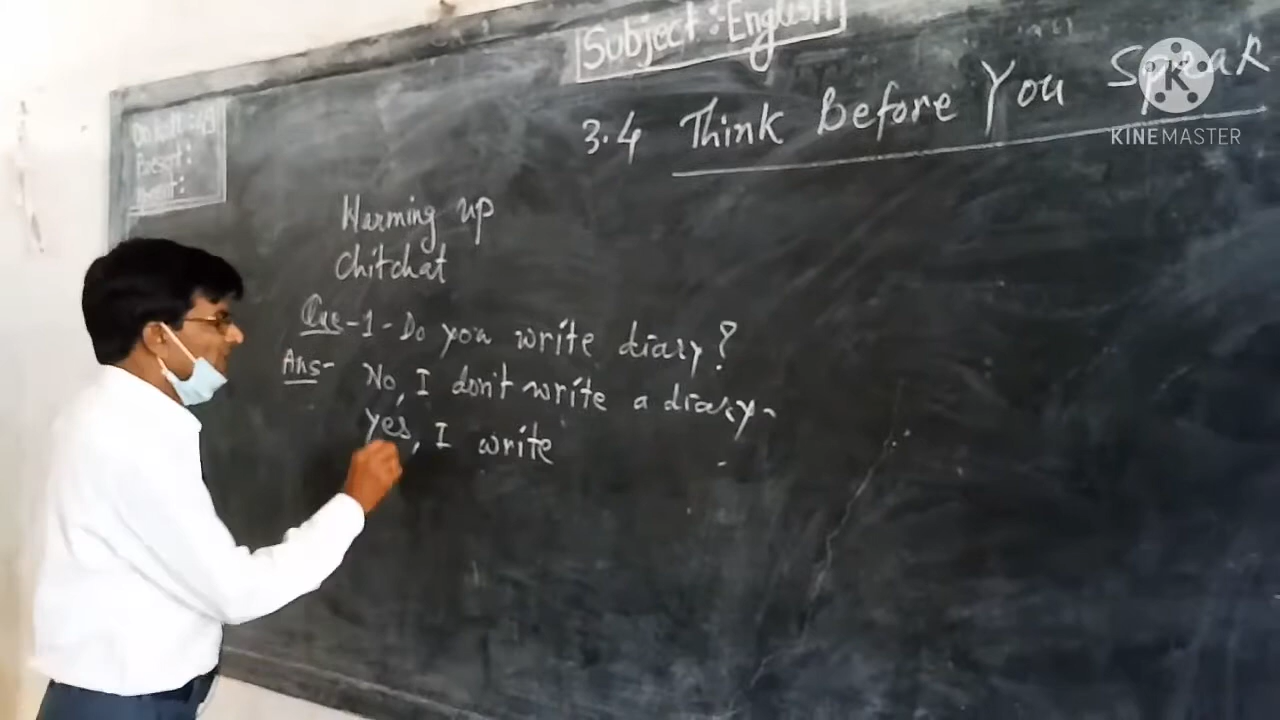 Subject:-English
3.4 Think Before You Speak
KINEMASTER
Present:
Warming up
Chitchat
Que-1- Do you write diary?
Ans- No, I don't write a diary.
Yes, I write